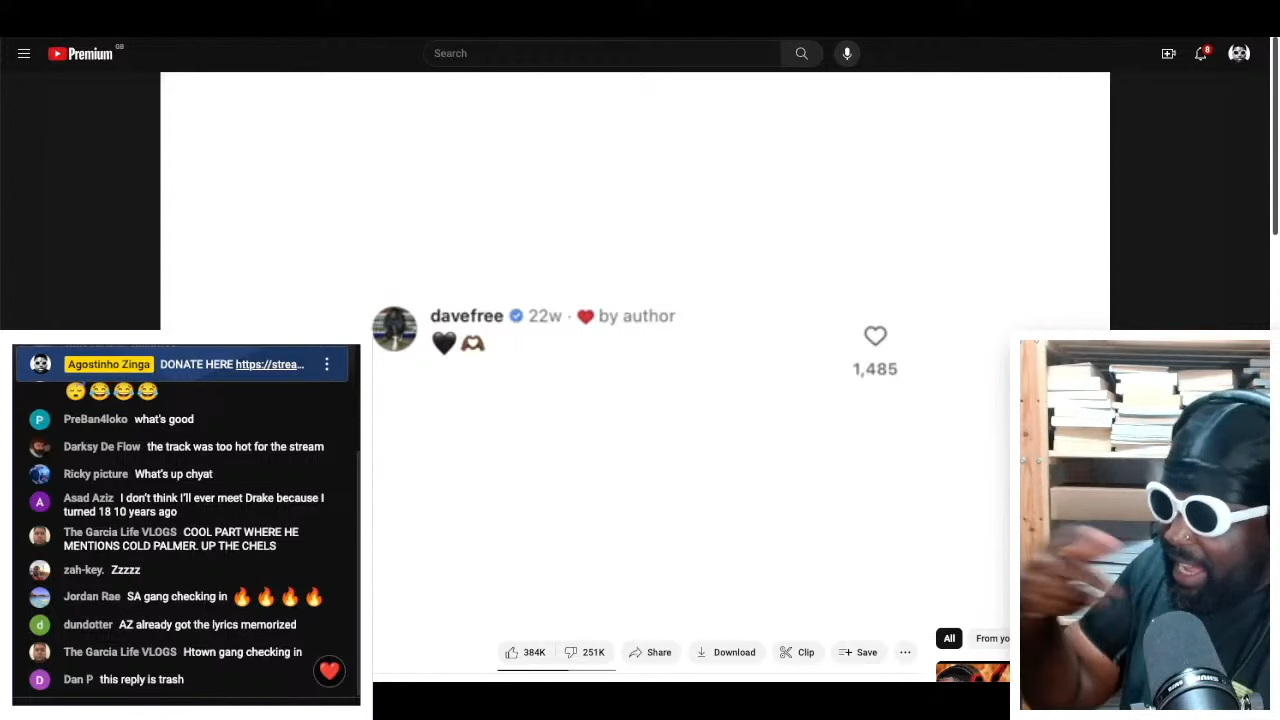 Premium GB
Search
8
davefree 22w · ❤️ by author
🖤 🫶🏾
1,485
Agostinho Zinga DONATE HERE https://strea...
😴😂😂😂
PreBan4loko what's good
Darksy De Flow the track was too hot for the stream
Ricky picture What's up chyat
Asad Aziz I don't think I'll ever meet Drake because I
turned 18 10 years ago
The Garcia Life VLOGS COOL PART WHERE HE
MENTIONS COLD PALMER. UP THE CHELS
zah-key. Zzzzz
Jordan Rae SA gang checking in 🔥🔥🔥🔥
dundotter AZ already got the lyrics memorized
The Garcia Life VLOGS Htown gang checking in
Dan P this reply is trash
384K 251K Share Download Clip Save ...
All From yo